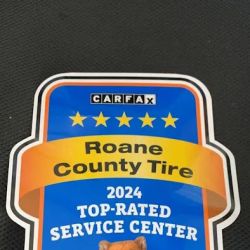 CARFAX
Roane
County Tire
2024
TOP-RATED
SERVICE CENTER